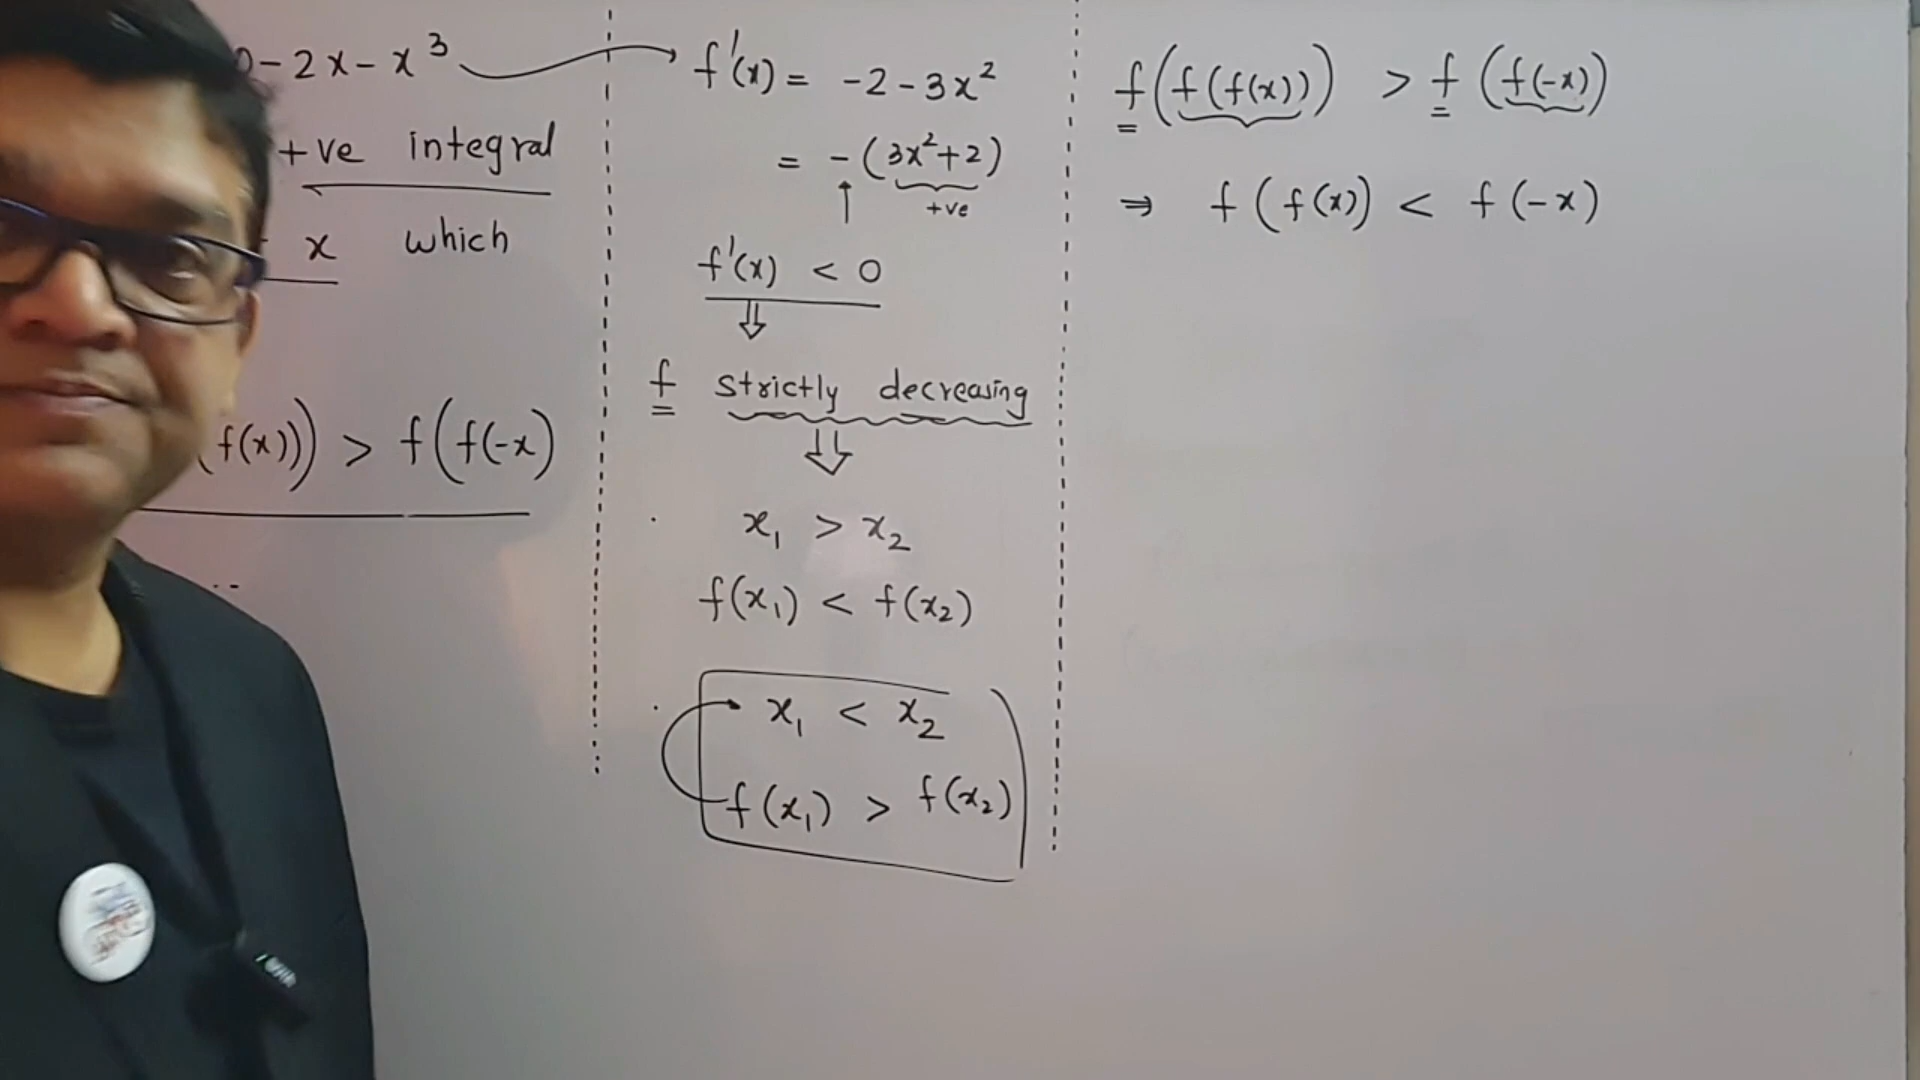 - 2x - x³
+ve integral
x which
f(x))) > f(f(-x)
f'(x) = -2 - 3x²
= -(3x²+2)
+ve
f'(x) < 0
⇓
f strictly decreasing
⇓
x₁ > x₂
f(x₁) < f(x₂)
x₁ < x₂
f(x₁) > f(x₂)
f(f(f(x))) > f(f(-x))
⇒ f(f(x)) < f(-x)